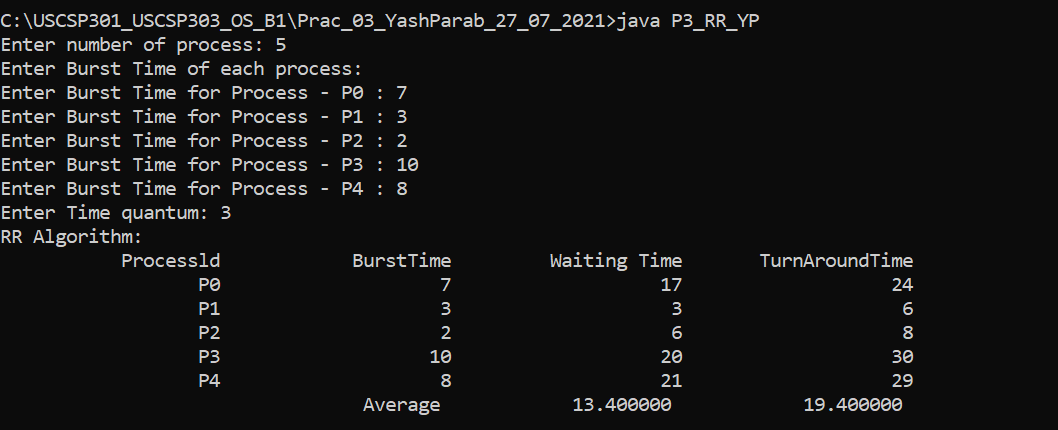 C:\USCSP301_USCSP303_OS_B1\Prac_03_YashParab_27_07_2021>java P3_RR_YP
Enter number of process: 5
Enter Burst Time of each process:
Enter Burst Time for Process - P0 : 7
Enter Burst Time for Process - P1 : 3
Enter Burst Time for Process - P2 : 2
Enter Burst Time for Process - P3 : 10
Enter Burst Time for Process - P4 : 8
Enter Time quantum: 3
RR Algorithm:
Processld BurstTime Waiting Time TurnAroundTime
P0 7 17 24
P1 3 3 6
P2 2 6 8
P3 10 20 30
P4 8 21 29
Average 13.400000 19.400000